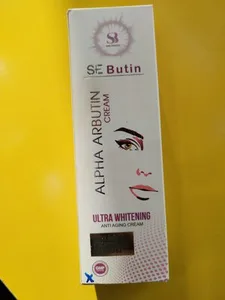 SB
SE Butin
ALPHA ARBUTIN
CREAM
ULTRA WHITENING
ANTI AGING CREAM